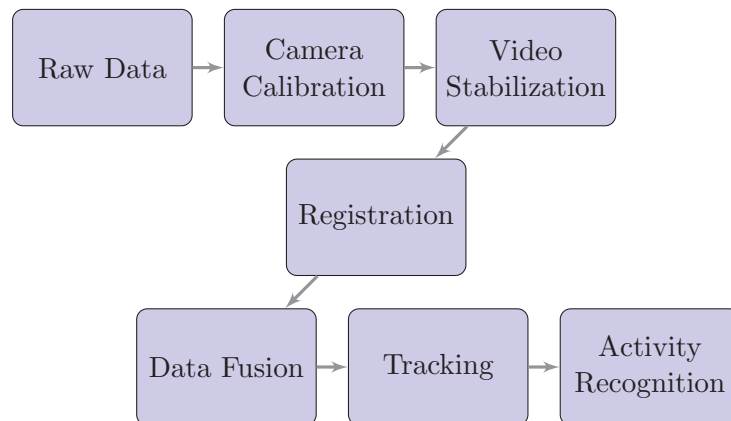 Raw Data
Camera
Calibration
Video
Stabilization
Registration
Data Fusion
Tracking
Activity
Recognition